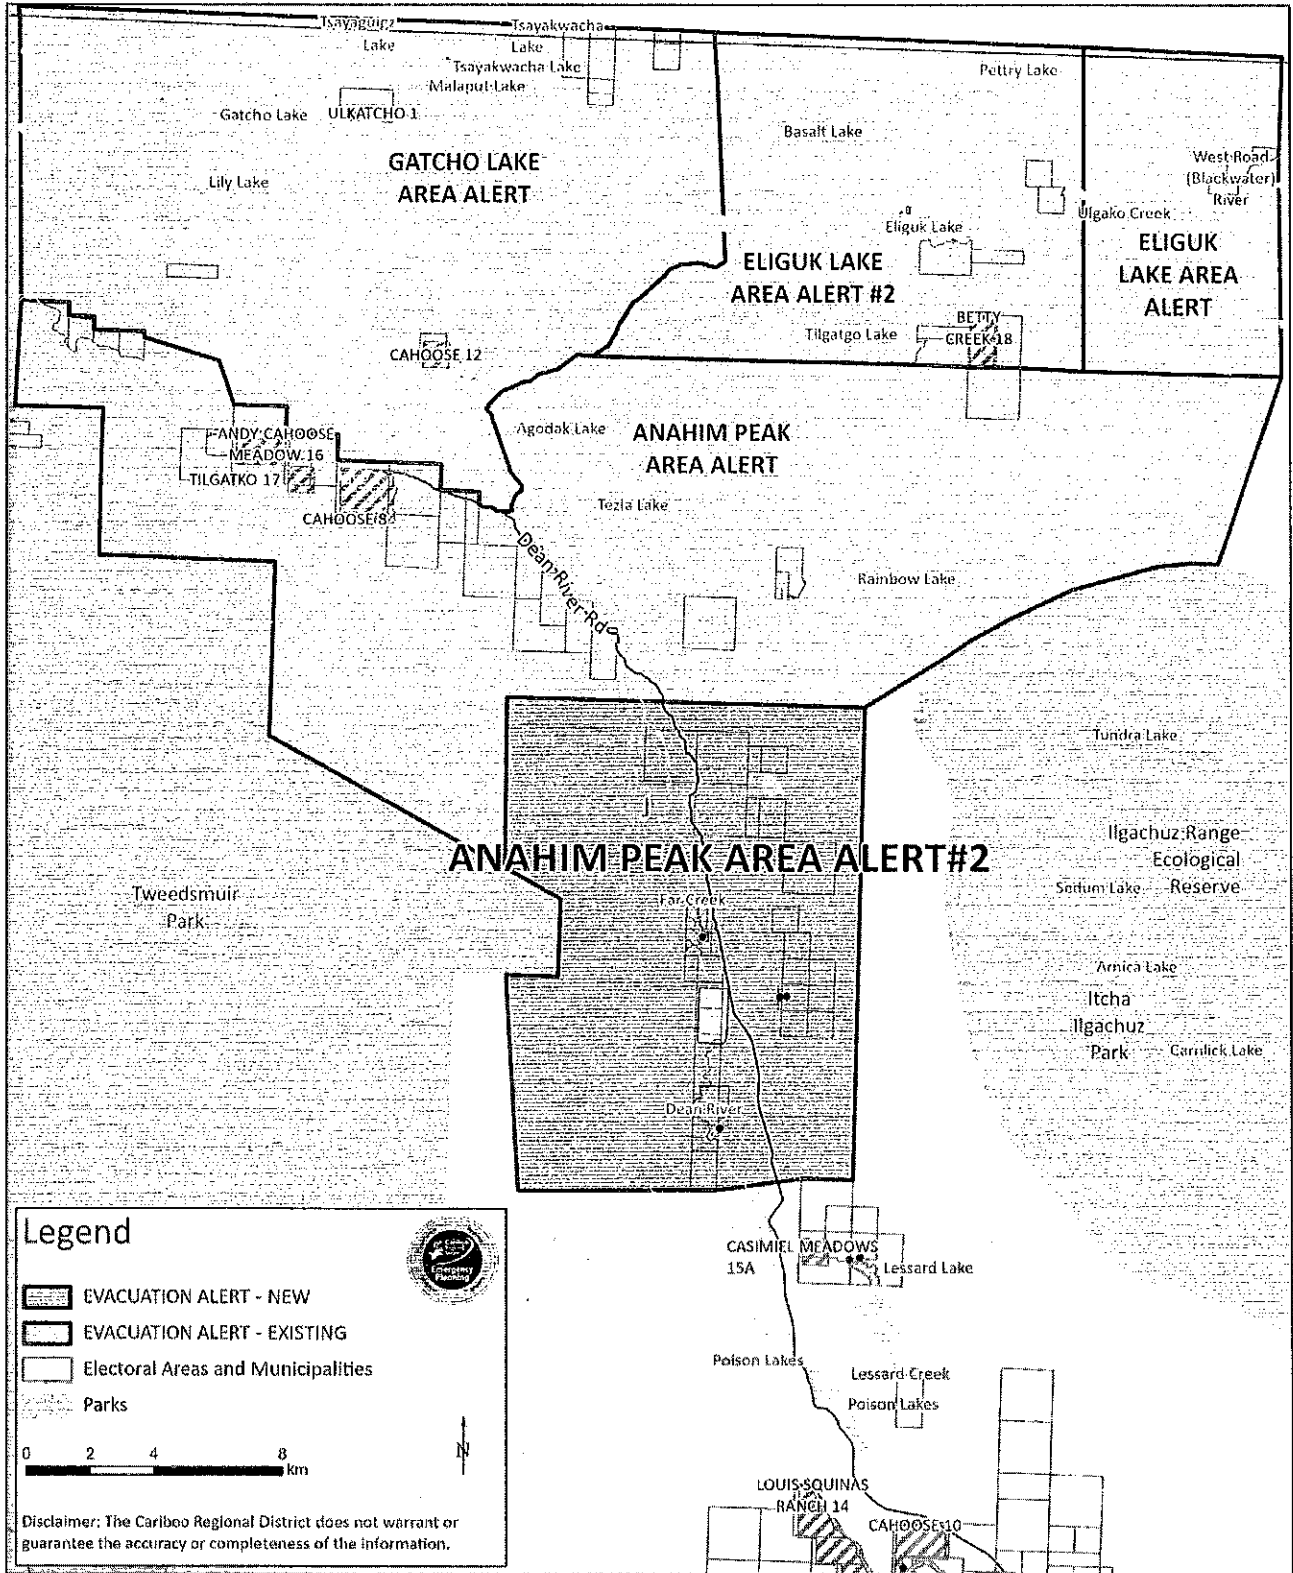 Tsayakwacha
Lake
Lake
Tsayakwacha Lake
Malaput Lake
Pettry Lake
Gatcho Lake
ULKATCHO 1
Basalt Lake
GATCHO LAKE
AREA ALERT
West Road
(Blackwater)
River
Lily Lake
Ulgako Creek
Eliguk Lake
ELIGUK
LAKE AREA
ALERT
ELIGUK LAKE
AREA ALERT #2
BETTY
CREEK 18
Tilgatgo Lake
CAHOOSE 12
Agodak Lake
ANAHIM PEAK
AREA ALERT
ANDY CAHOOSE
MEADOW 16
TILGATKO 17
CAHOOSE 8
Tezla Lake
Dean River Rd
Rainbow Lake
Tundra Lake
Ilgachuz Range
Ecological
Reserve
ANAHIM PEAK AREA ALERT#2
Sodum Lake
Tweedsmuir
Park
Far Creek
Arnica Lake
Itcha
Ilgachuz
Park
Carnlick Lake
Dean River
CASIMIEL MEADOWS
15A
Lessard Lake
Poison Lakes
Lessard Creek
Poison Lakes
LOUIS SQUINAS
RANCH 14
CAHOOSE 10
Legend
Emergency
Planning
EVACUATION ALERT - NEW
EVACUATION ALERT - EXISTING
Electoral Areas and Municipalities
Parks
0 2 4 8
km
N
Disclaimer: The Cariboo Regional District does not warrant or
guarantee the accuracy or completeness of the information.